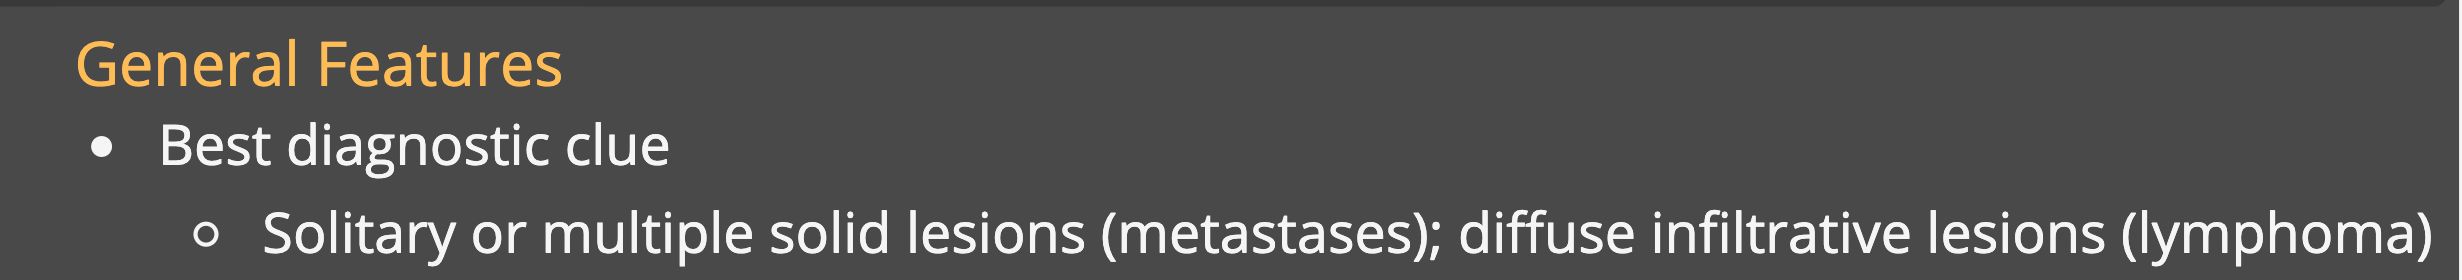 General Features
● Best diagnostic clue
○ Solitary or multiple solid lesions (metastases); diffuse infiltrative lesions (lymphoma)